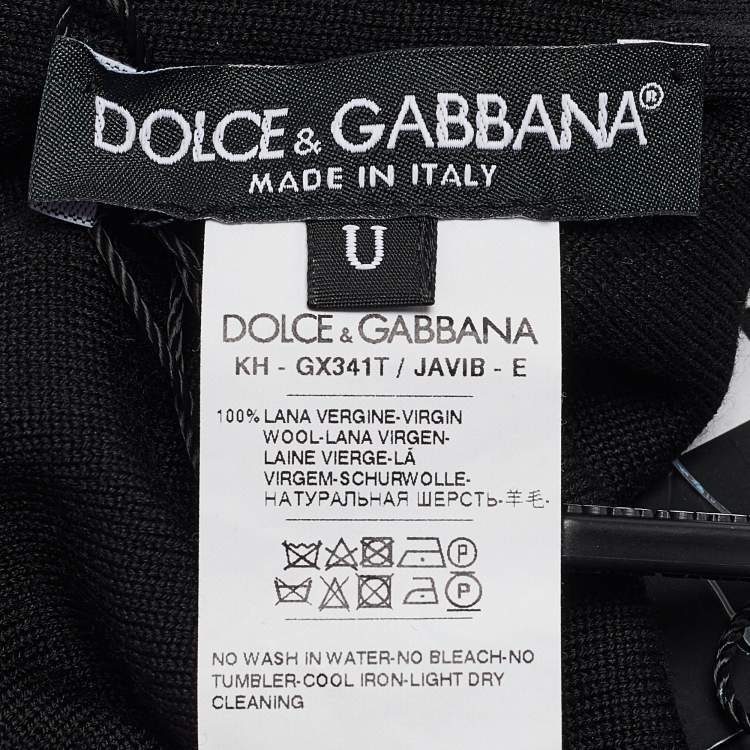 DOLCE & GABBANA®
MADE IN ITALY
U
DOLCE & GABBANA
KH - GX341T / JAVIB - E
100% LANA VERGINE-VIRGIN
WOOL-LANA VIRGEN-
LAINE VIERGE-LÃ
VIRGEM-SCHURWOLLE-
НАТУРАЛЬНАЯ ШЕРСТЬ-羊毛-
P
P
NO WASH IN WATER-NO BLEACH-NO
TUMBLER-COOL IRON-LIGHT DRY
CLEANING